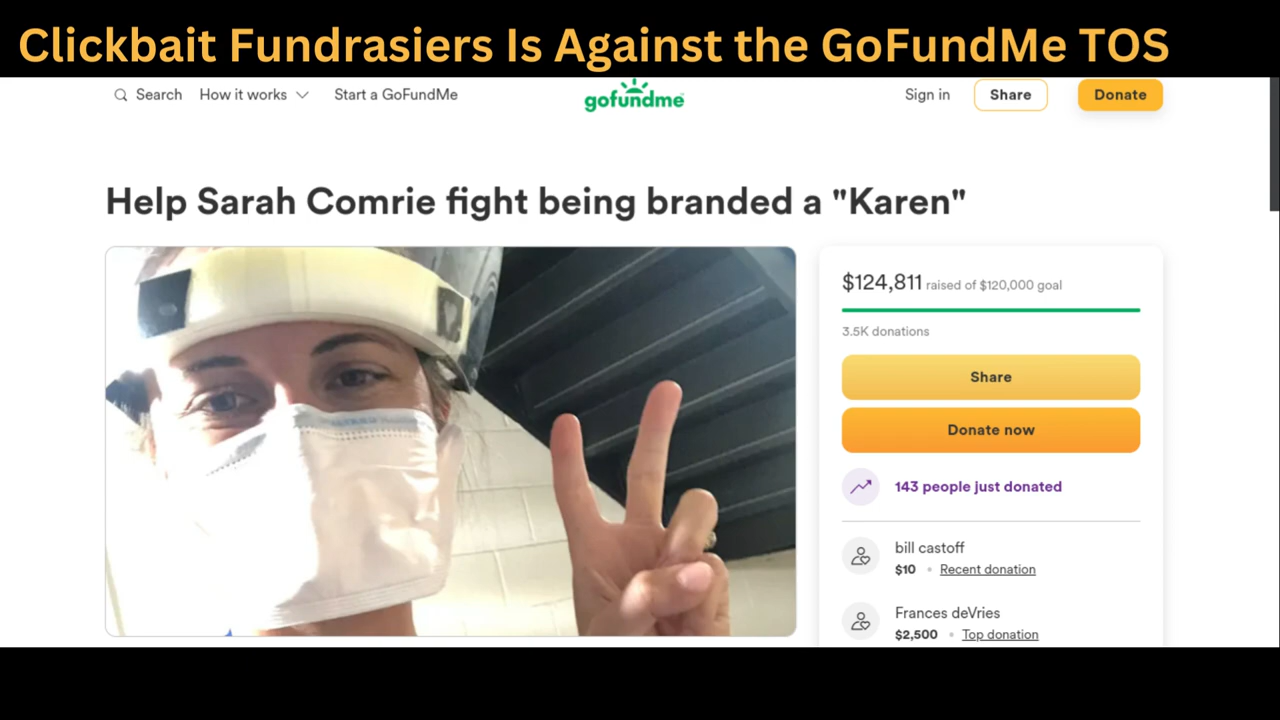 Clickbait Fundrasiers Is Against the GoFundMe TOS
Search How it works Start a GoFundMe gofundme Sign in Share Donate
Help Sarah Comrie fight being branded a "Karen"
$124,811 raised of $120,000 goal
3.5K donations
Share
Donate now
143 people just donated
bill castoff
$10 • Recent donation
Frances deVries
$2,500 • Top donation